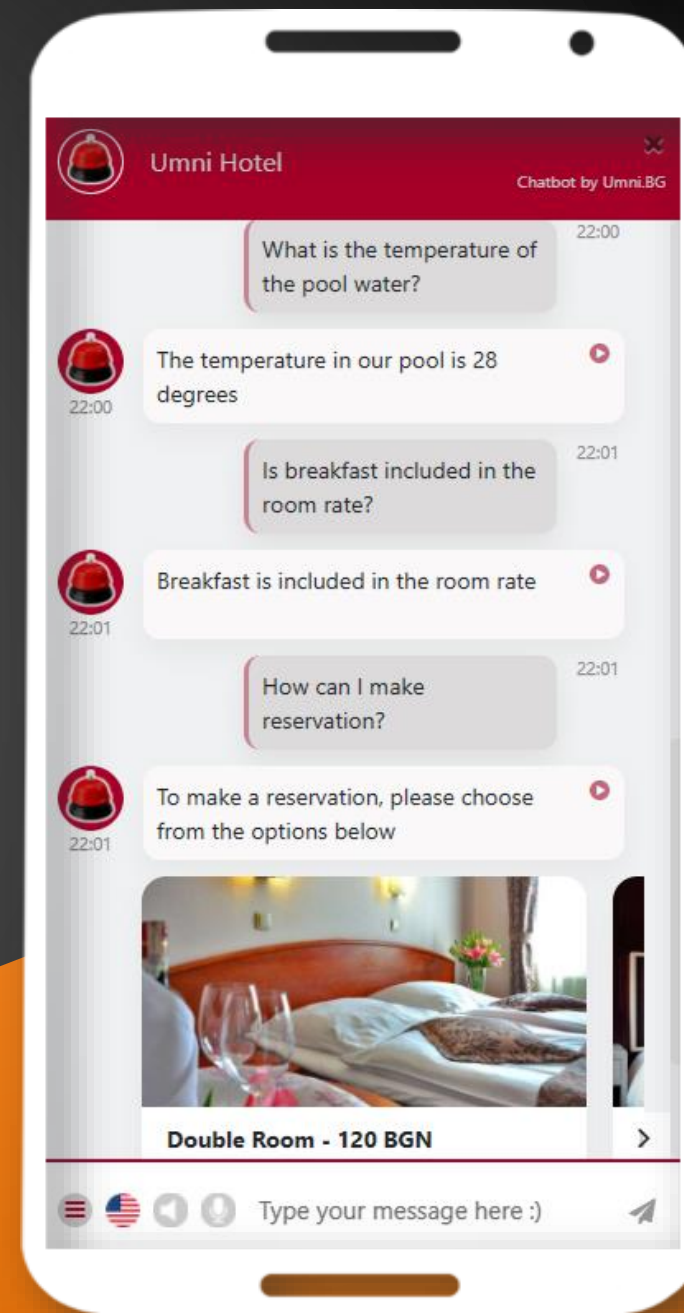 Umni Hotel
Chatbot by Umni.BG
22:00
What is the temperature of
the pool water?
The temperature in our pool is 28
degrees
22:00
22:01
Is breakfast included in the
room rate?
Breakfast is included in the room rate
22:01
22:01
How can I make
reservation?
To make a reservation, please choose
from the options below
22:01
Double Room - 120 BGN
Type your message here :)